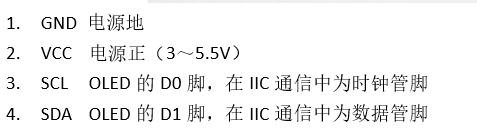 1. GND 电源地
2. VCC 电源正（3～5.5V）
3. SCL OLED 的 D0 脚，在 IIC 通信中为时钟管脚
4. SDA OLED 的 D1 脚，在 IIC 通信中为数据管脚